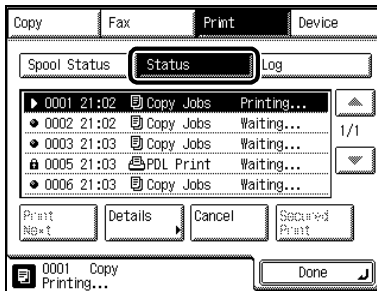 Copy Fax Print Device
Spool Status Status Log
0001 21:02 Copy Jobs Printing...
0002 21:02 Copy Jobs Waiting...
0003 21:03 Copy Jobs Waiting...
0005 21:03 PDL Print Waiting...
0006 21:03 Copy Jobs Waiting...
1/1
Print Next Details Cancel Secured Print
0001 Copy
Printing...
Done